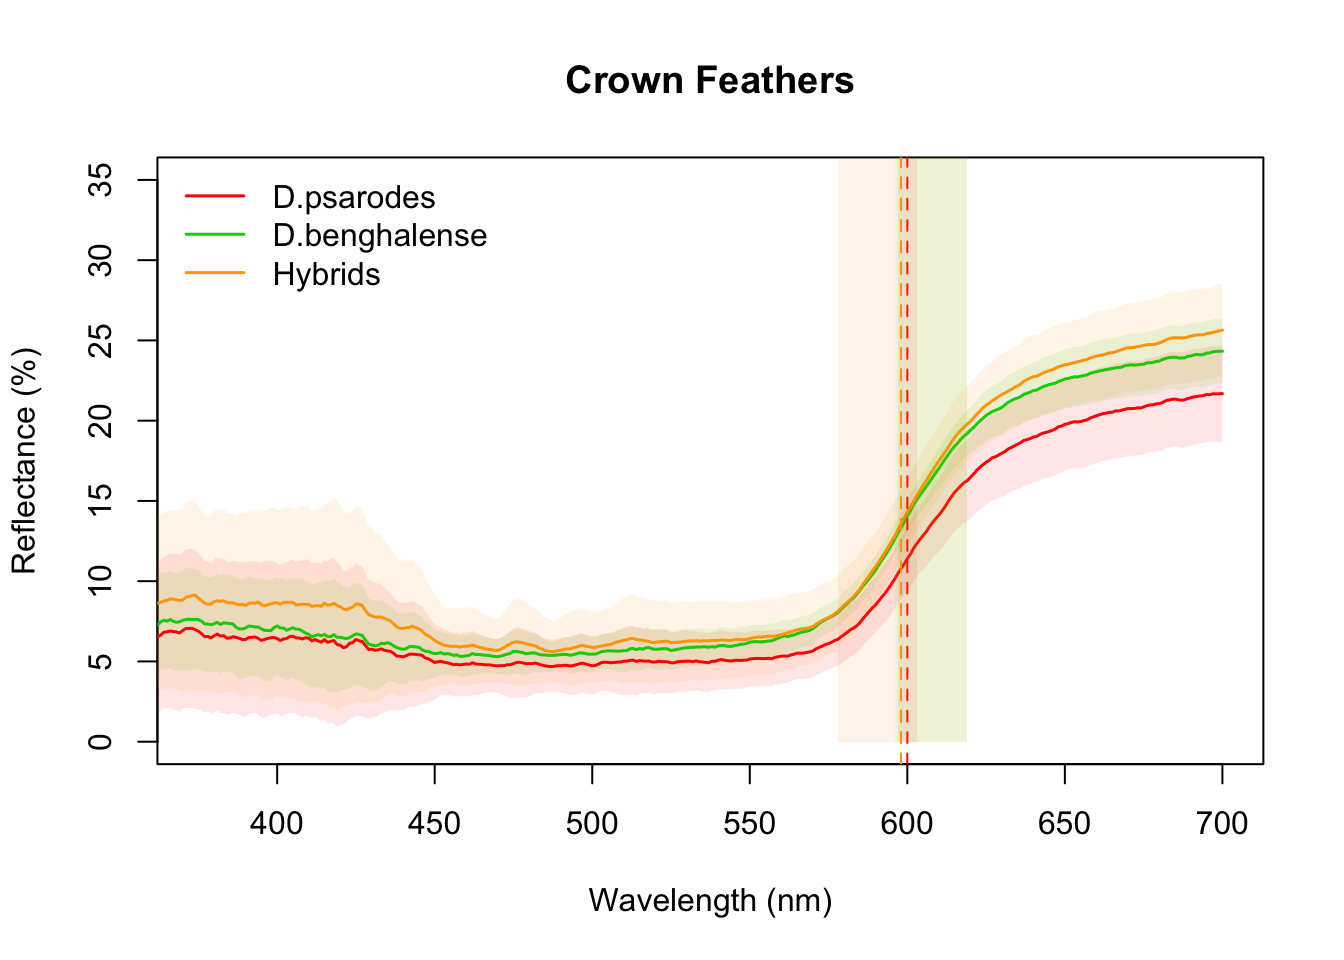 Crown Feathers
D.psarodes
D.benghalense
Hybrids
Reflectance (%)
35
30
25
20
15
10
5
0
400 450 500 550 600 650 700
Wavelength (nm)